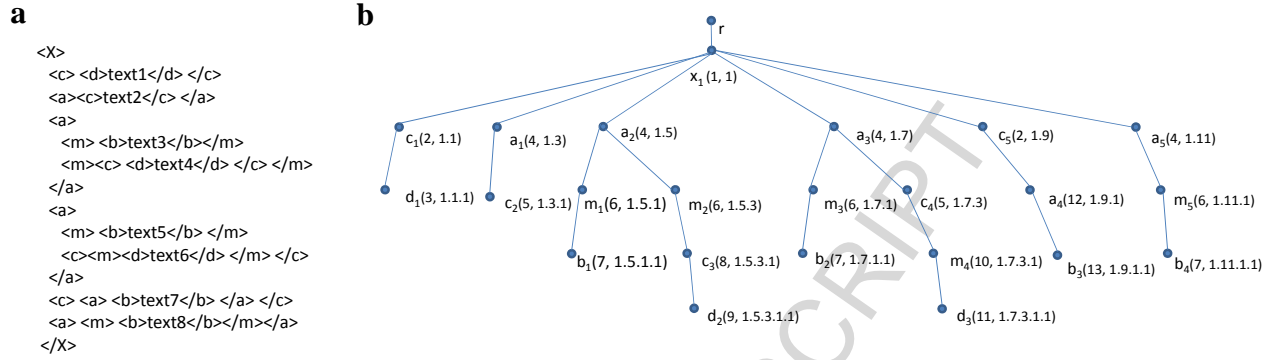 a
b
<X>
<c> <d>text1</d> </c>
<a><c>text2</c> </a>
<a>
<m> <b>text3</b></m>
<m><c> <d>text4</d> </c> </m>
</a>
<a>
<m> <b>text5</b> </m>
<c><m><d>text6</d> </m> </c>
</a>
<c> <a> <b>text7</b> </a> </c>
<a> <m> <b>text8</b></m></a>
</X>
r
x1(1, 1)
c1(2, 1.1)
a1(4, 1.3)
a2(4, 1.5)
a3(4, 1.7)
c5(2, 1.9)
a5(4, 1.11)
d1(3, 1.1.1)
c2(5, 1.3.1)
m1(6, 1.5.1)
m2(6, 1.5.3)
m3(6, 1.7.1)
c4(5, 1.7.3)
a4(12, 1.9.1)
m5(6, 1.11.1)
b1(7, 1.5.1.1)
c3(8, 1.5.3.1)
b2(7, 1.7.1.1)
m4(10, 1.7.3.1)
b3(13, 1.9.1.1)
b4(7, 1.11.1.1)
d2(9, 1.5.3.1.1)
d3(11, 1.7.3.1.1)
SCRIPT